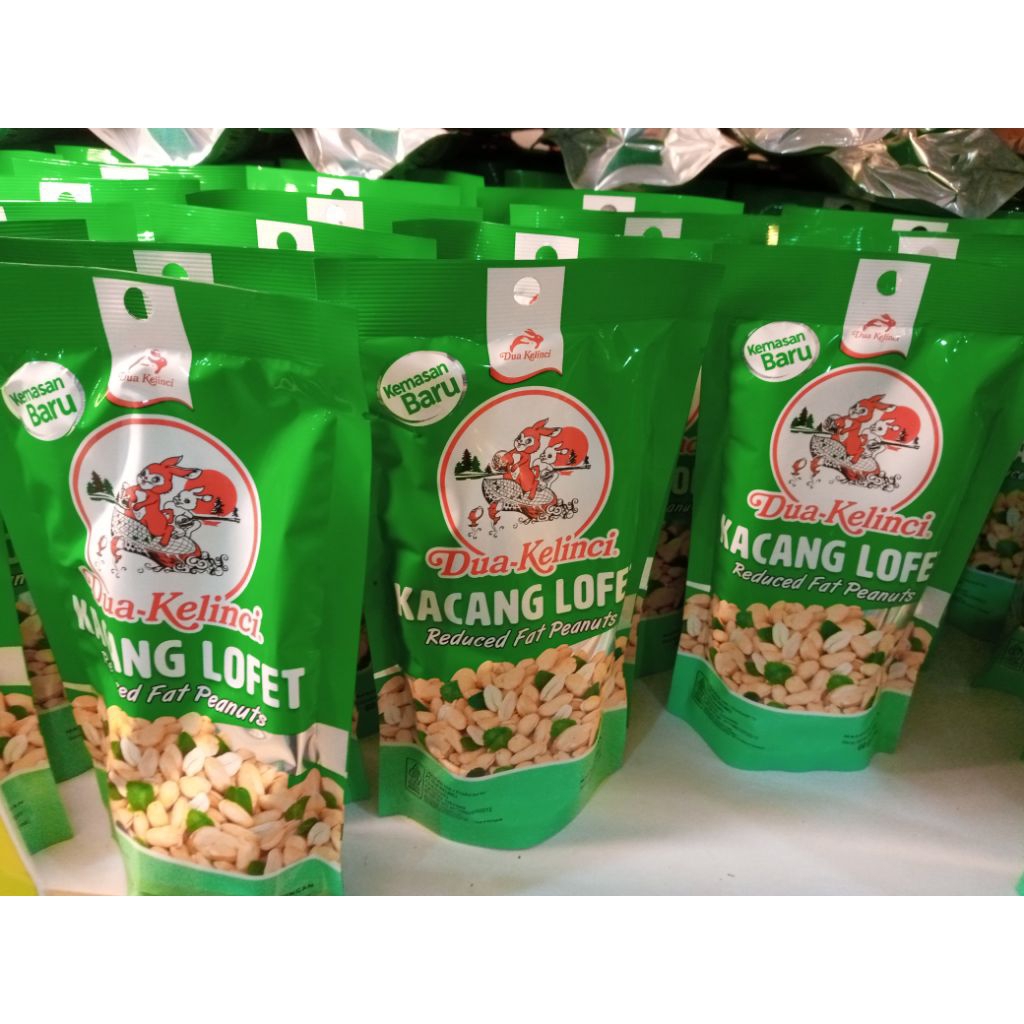 Dua Kelinci
Kemasan
Baru
Dua-Kelinci
KACANG LOFET
Reduced Fat Peanuts
Dua Kelinci
Kemasan
Baru
Dua-Kelinci
KACANG LOFET
Reduced Fat Peanuts
Dua Kelinci
Kemasan
Baru
Dua-Kelinci
KACANG LOFE
Reduced Fat Peanuts